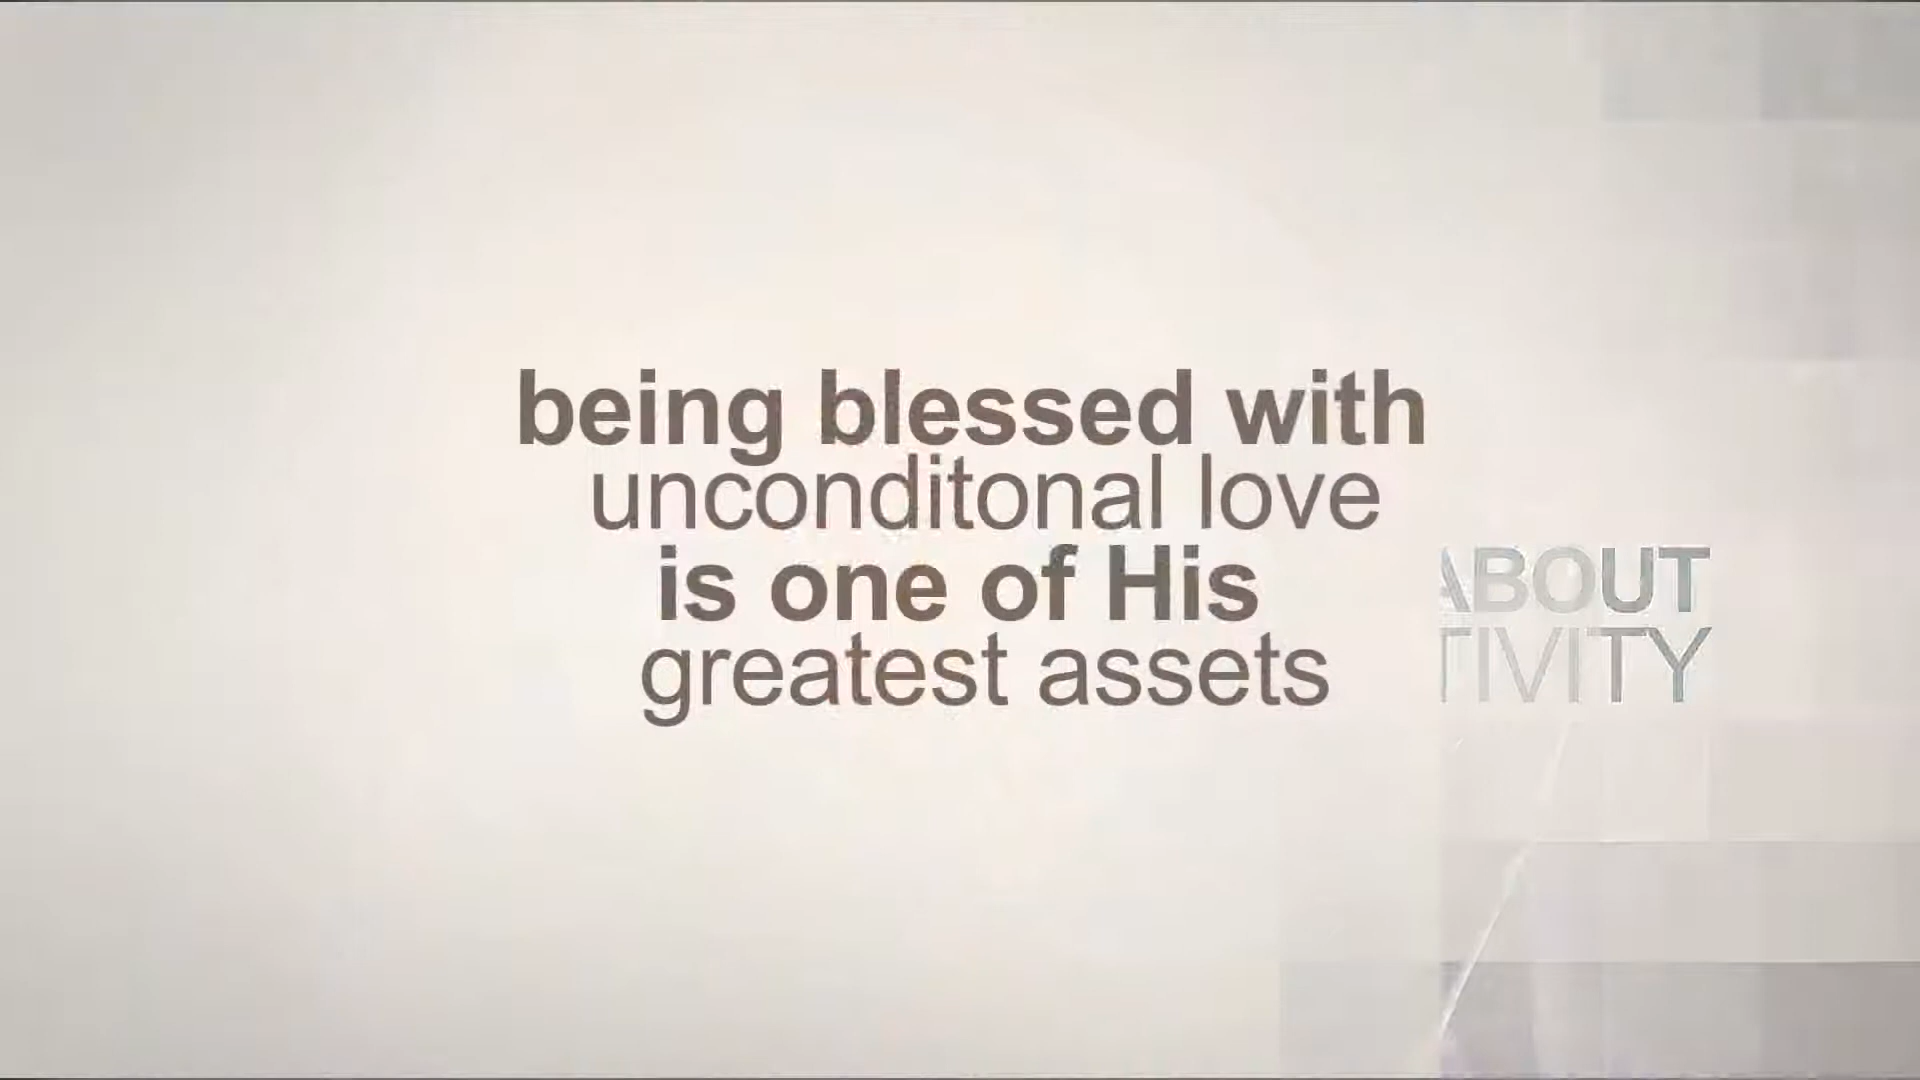 being blessed with
unconditonal love
is one of His
greatest assets
ABOUT
TIVITY